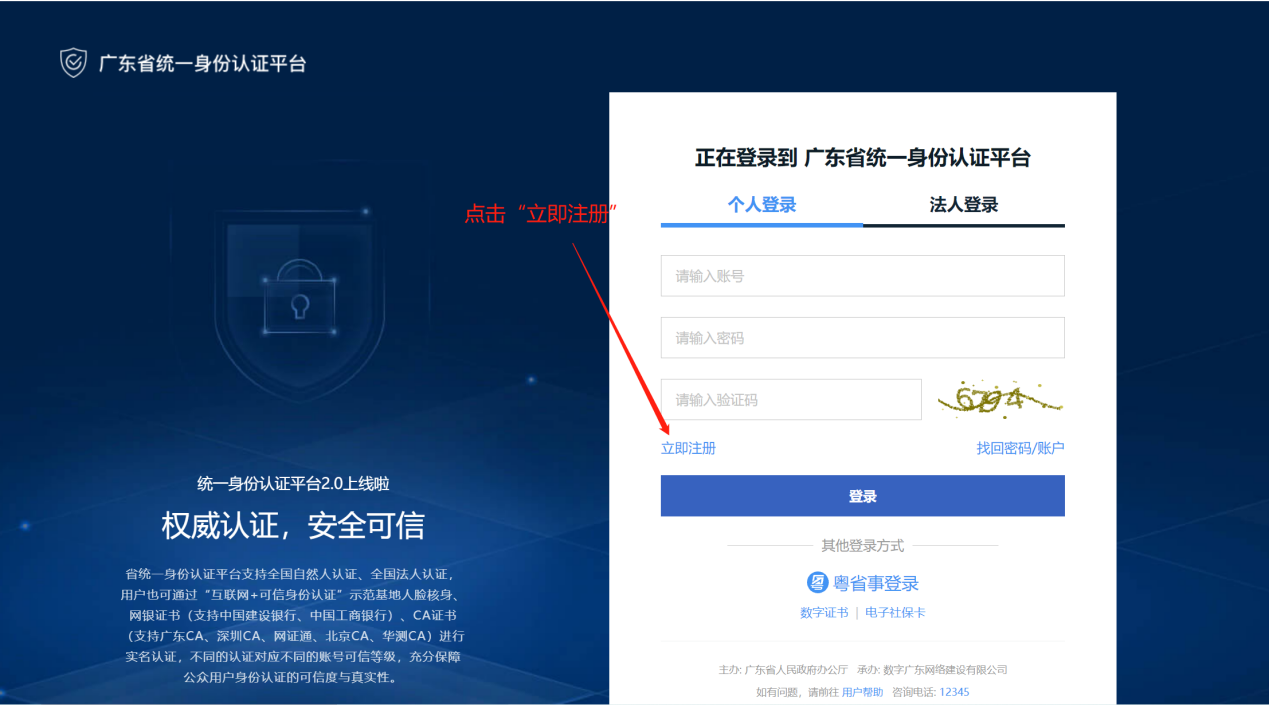 广东省统一身份认证平台
正在登录到 广东省统一身份认证平台
个人登录 法人登录
点击“立即注册”
请输入账号
请输入密码
请输入验证码
6794
立即注册 找回密码/账户
登录
其他登录方式
粤省事登录
数字证书 | 电子社保卡
主办: 广东省人民政府办公厅 承办: 数字广东网络建设有限公司
如有问题，请前往 用户帮助 咨询电话: 12345
统一身份认证平台2.0上线啦
权威认证，安全可信
省统一身份认证平台支持全国自然人认证、全国法人认证，
用户也可通过“互联网+可信身份认证”示范基地人脸核身、
网银证书（支持中国建设银行、中国工商银行）、CA证书
（支持广东CA、深圳CA、网证通、北京CA、华测CA）进行
实名认证，不同的认证对应不同的账号可信等级，充分保障
公众用户身份认证的可信度与真实性。